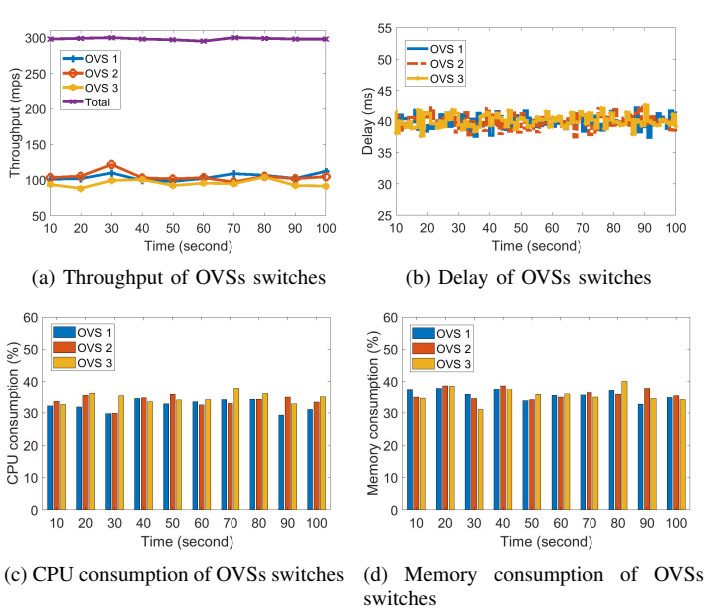 300
250
200
150
100
50
Throughput (mps)
OVS 1
OVS 2
OVS 3
Total
10 20 30 40 50 60 70 80 90 100
Time (second)
(a) Throughput of OVSs switches
55
50
45
40
35
30
25
Delay (ms)
OVS 1
OVS 2
OVS 3
10 20 30 40 50 60 70 80 90 100
Time (second)
(b) Delay of OVSs switches
60
50
40
30
20
10
0
CPU consumption (%)
OVS 1
OVS 2
OVS 3
10 20 30 40 50 60 70 80 90 100
Time (second)
(c) CPU consumption of OVSs switches
60
50
40
30
20
10
0
Memory consumption (%)
OVS 1
OVS 2
OVS 3
10 20 30 40 50 60 70 80 90 100
Time (second)
(d) Memory consumption of OVSs
switches